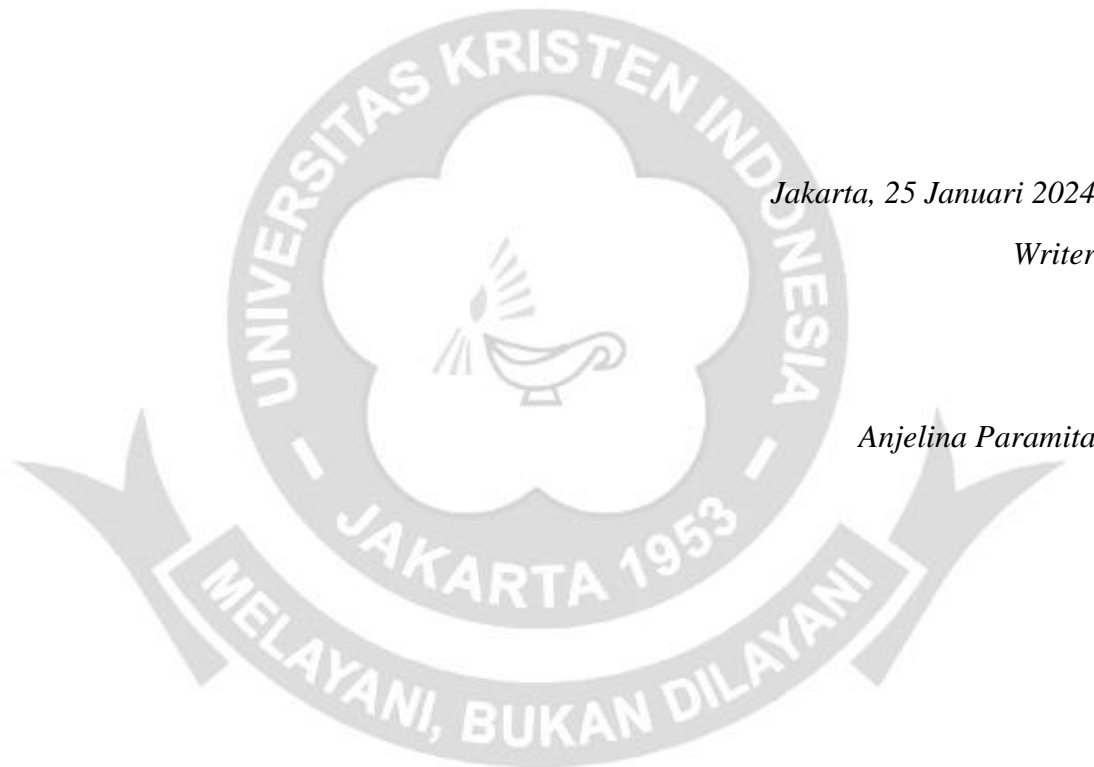 UNIVERSITAS KRISTEN INDONESIA
Jakarta, 25 Januari 2024
Writer
Anjelina Paramita
- JAKARTA 1953 -
MELAYANI, BUKAN DILAYANI